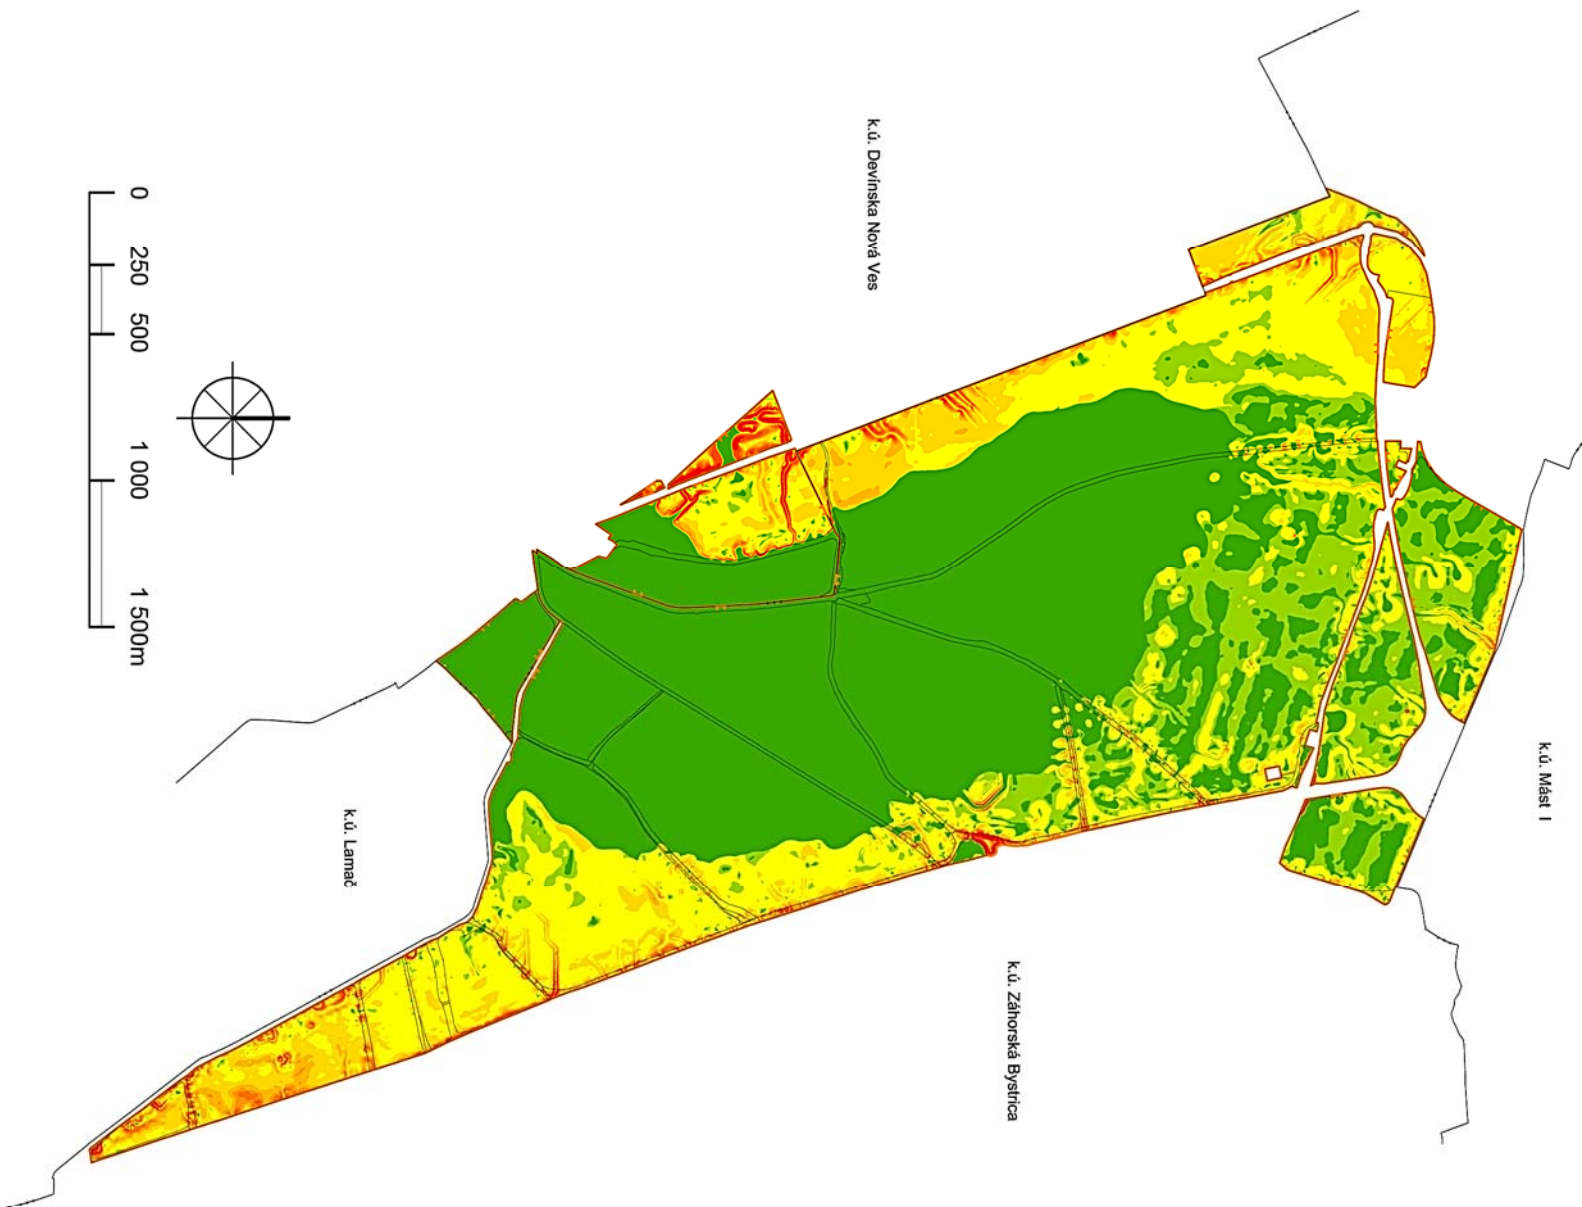 k.ú. Devínska Nová Ves
k.ú. Mást I
k.ú. Lamač
k.ú. Záhorská Bystrica
0
250
500
1 000
1 500m